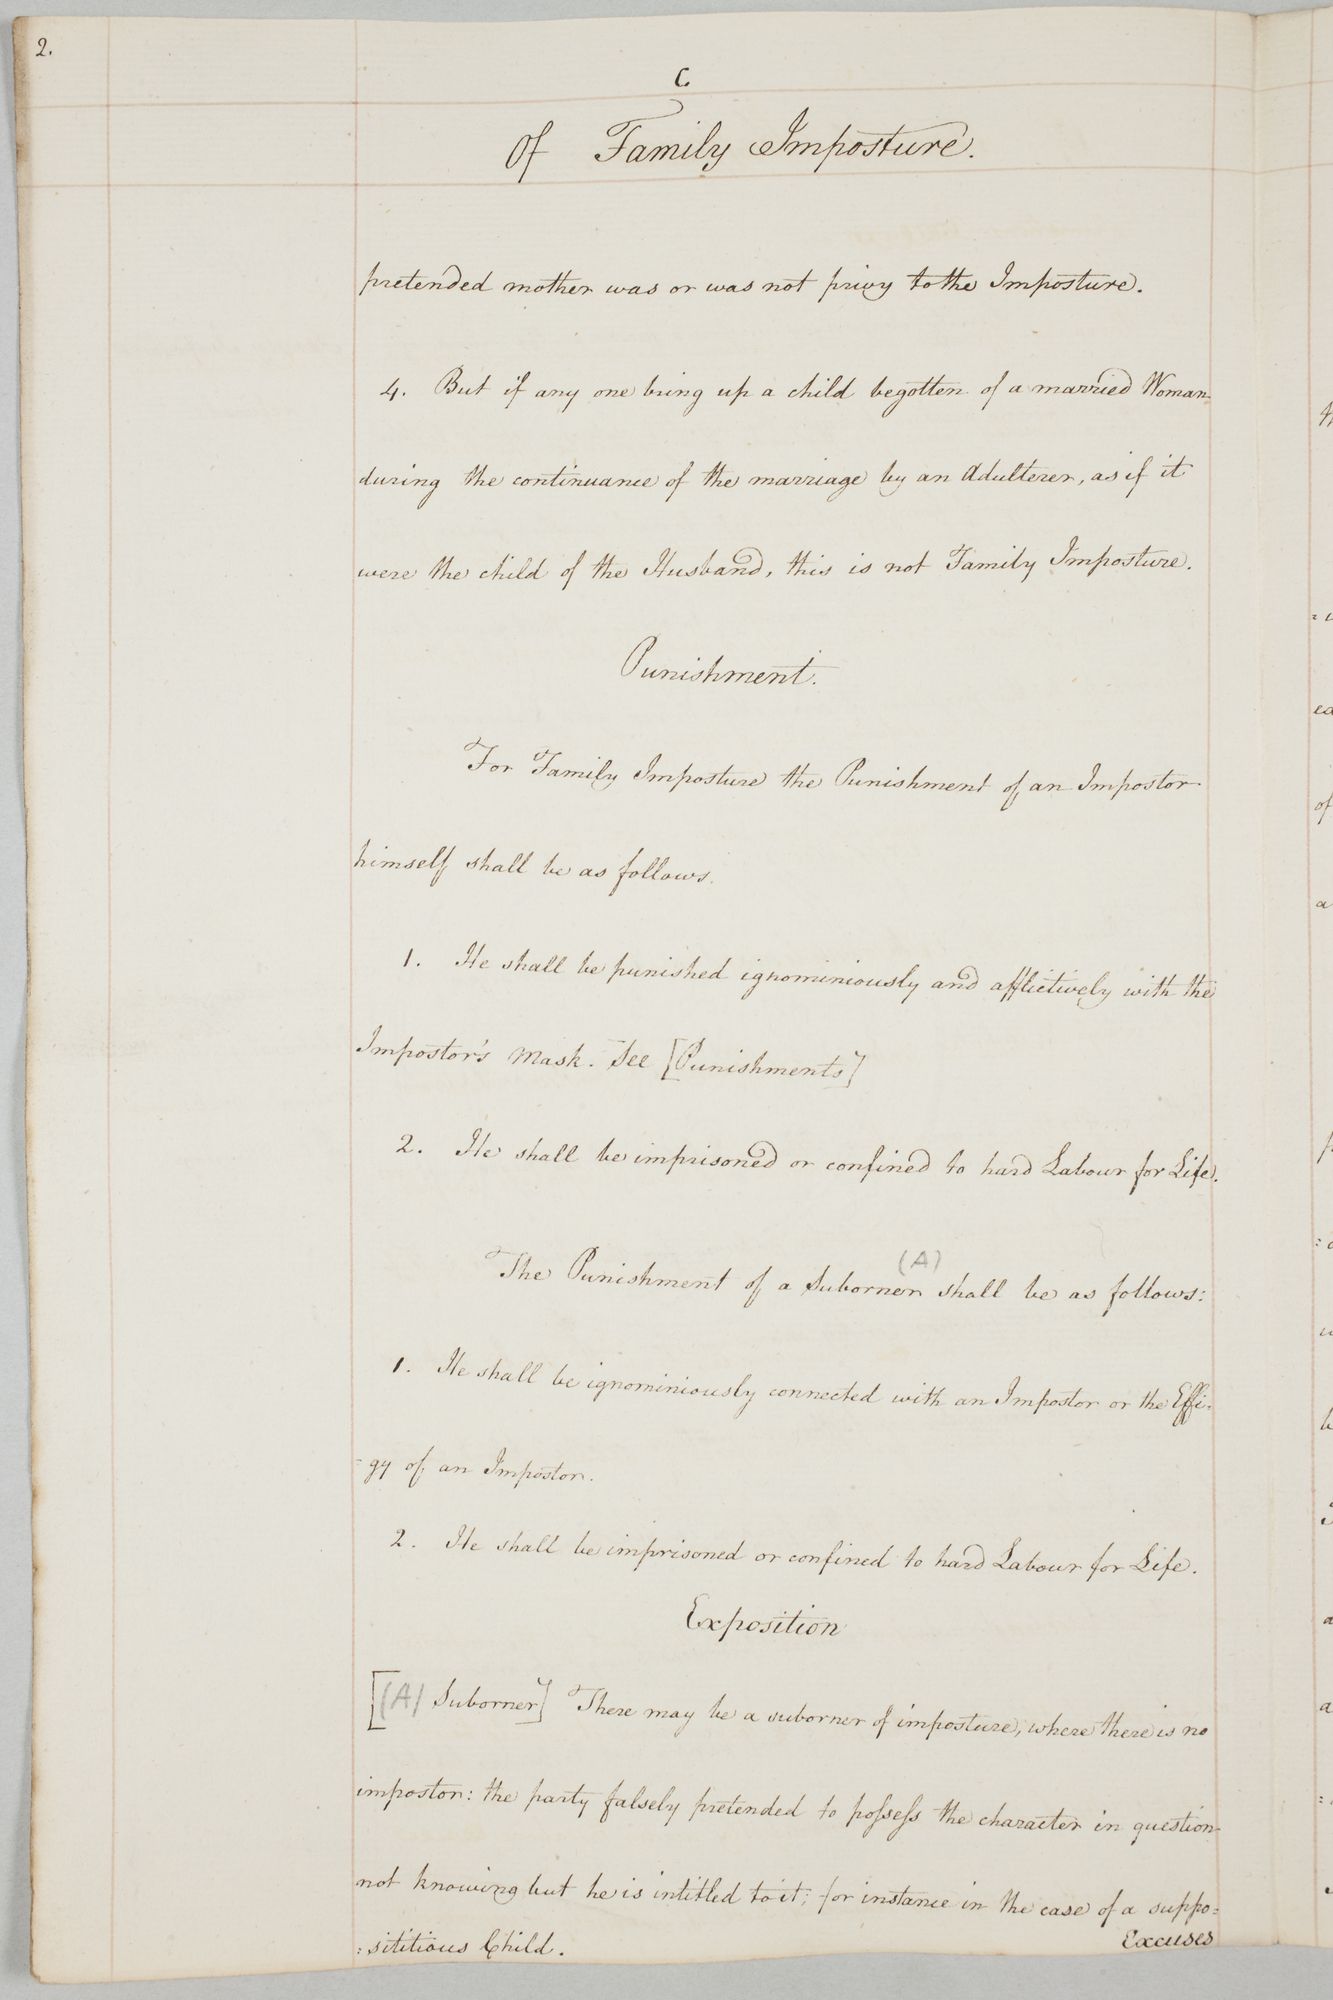 2.
C
Of Family Imposture.
pretended mother was or was not privy to the Imposture.
4. But if any one bring up a child begotten of a married Woman
during the continuance of the marriage by an Adulterer, as if it
were the child of the Husband, this is not Family Imposture.
Punishment.
For Family Imposture the Punishment of an Impostor
himself shall be as follows.
1. He shall be punished ignominiously and afflictively with the
Impostor's Mask. See [Punishments]
2. He shall be imprisoned or confined to hard Labour for Life.
(A)
The Punishment of a Suborner shall be as follows:
1. He shall be ignominiously connected with an Impostor or the Effi=
=gy of an Impostor.
2. He shall be imprisoned or confined to hard Labour for Life.
Exposition
[(A) Suborner] There may be a suborner of imposture, where there is no
impostor: the party falsely pretended to possess the character in question
not knowing but he is intitled to it; for instance in the case of a suppo=
=sititious Child.
Excuses